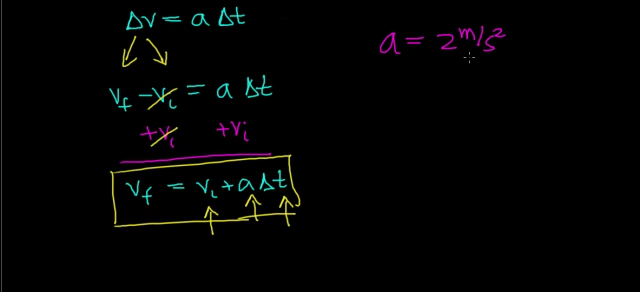 Δv = a Δt
a = 2 m/s²
v_f - v_i = a Δt
+v_i +v_i
v_f = v_i + a Δt